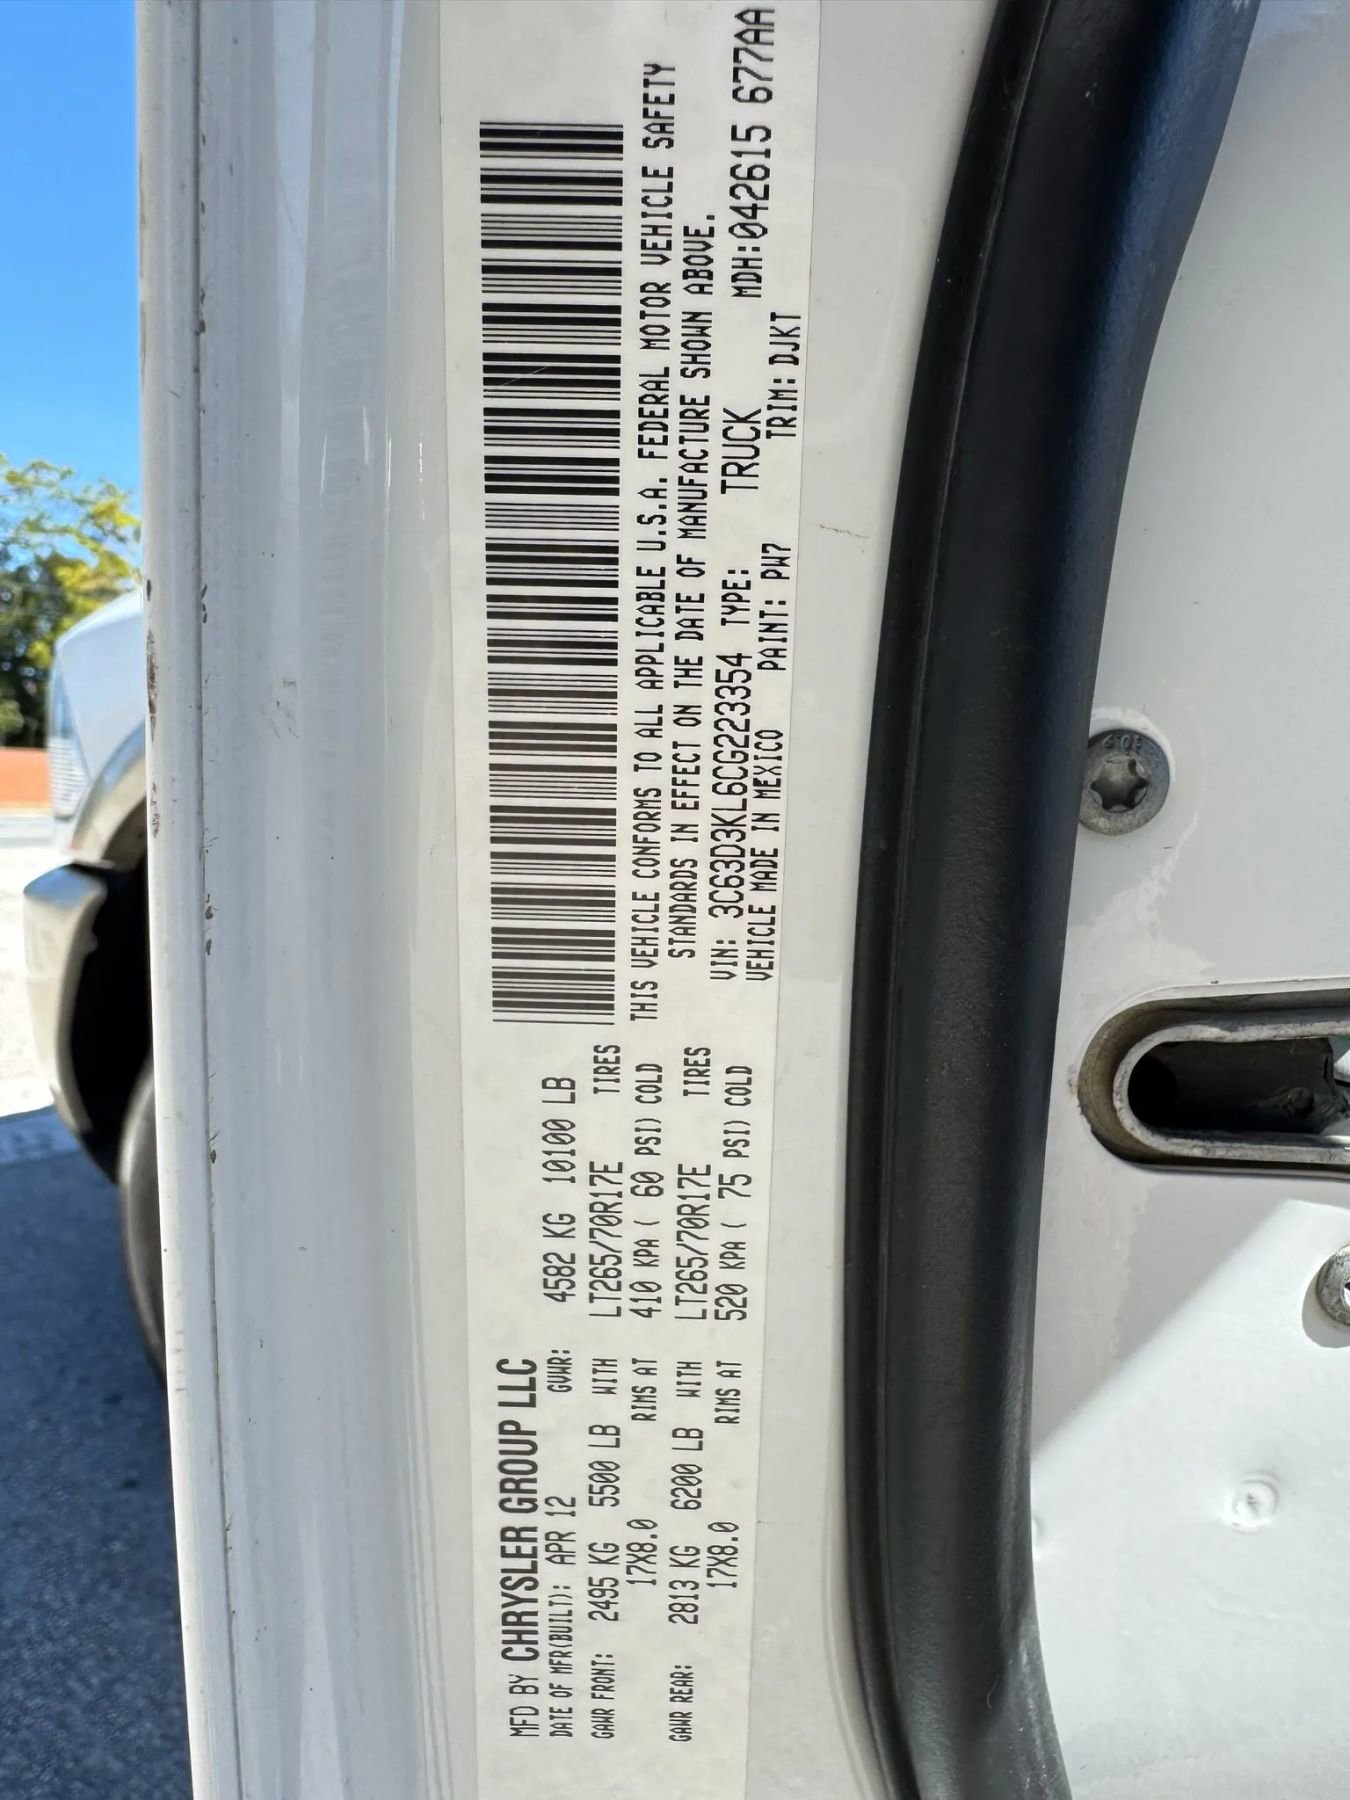 MFD BY CHRYSLER GROUP LLC
DATE OF MFR(BUILT): APR 12 GVWR: 4582 KG 10100 LB
GAWR FRONT: 2495 KG 5500 LB WITH LT265/70R17E TIRES
17X8.0 RIMS AT 410 KPA ( 60 PSI) COLD
GAWR REAR: 2813 KG 6200 LB WITH LT265/70R17E TIRES
17X8.0 RIMS AT 520 KPA ( 75 PSI) COLD
THIS VEHICLE CONFORMS TO ALL APPLICABLE U.S.A. FEDERAL MOTOR VEHICLE SAFETY
STANDARDS IN EFFECT ON THE DATE OF MANUFACTURE SHOWN ABOVE.
VIN: 3C63D3KL6CG223354 TYPE: TRUCK MDH:042615 677AA
VEHICLE MADE IN MEXICO PAINT: PW7 TRIM: DJKT